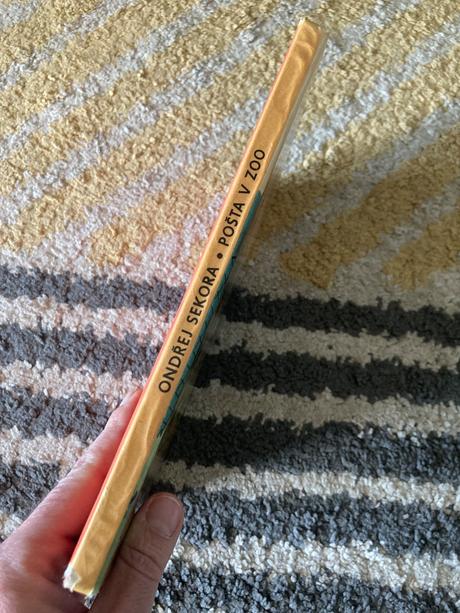 ONDŘEJ SEKORA • POŠTA V ZOO